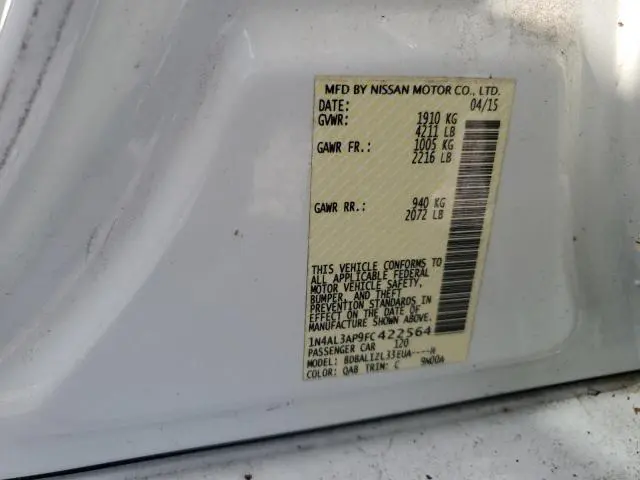 MFD BY NISSAN MOTOR CO., LTD.
DATE: 04/15
GVWR: 1910 KG
4211 LB
GAWR FR.: 1005 KG
2216 LB
GAWR RR.: 940 KG
2072 LB
THIS VEHICLE CONFORMS TO
ALL APPLICABLE FEDERAL
MOTOR VEHICLE SAFETY,
BUMPER, AND THEFT
PREVENTION STANDARDS IN
EFFECT ON THE DATE OF
MANUFACTURE SHOWN ABOVE.
1N4AL3AP9FC422564
PASSENGER CAR 120
MODEL: BDBALIZL33EUA----H
COLOR: QAB TRIM: C 9N00A